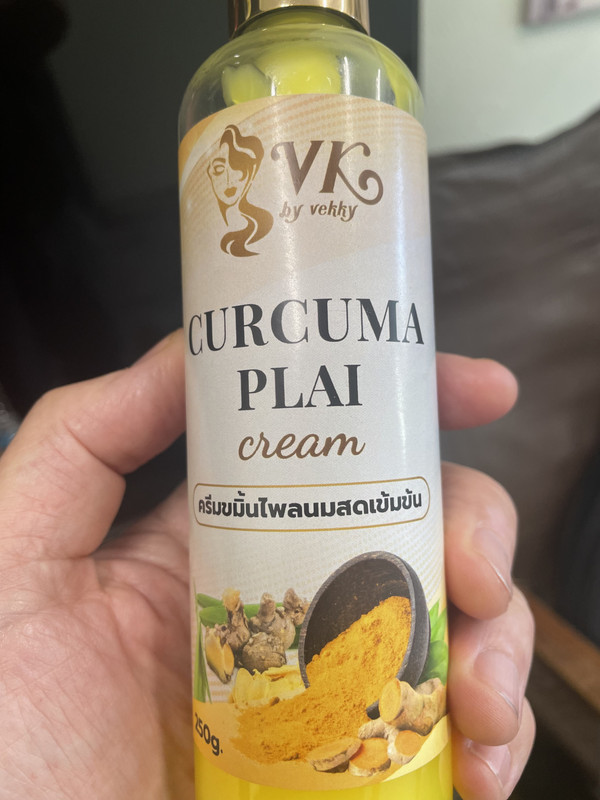 VK
by vekky
CURCUMA
PLAI
cream
ครีมขมิ้นไพลนมสดเข้มข้น
250g.